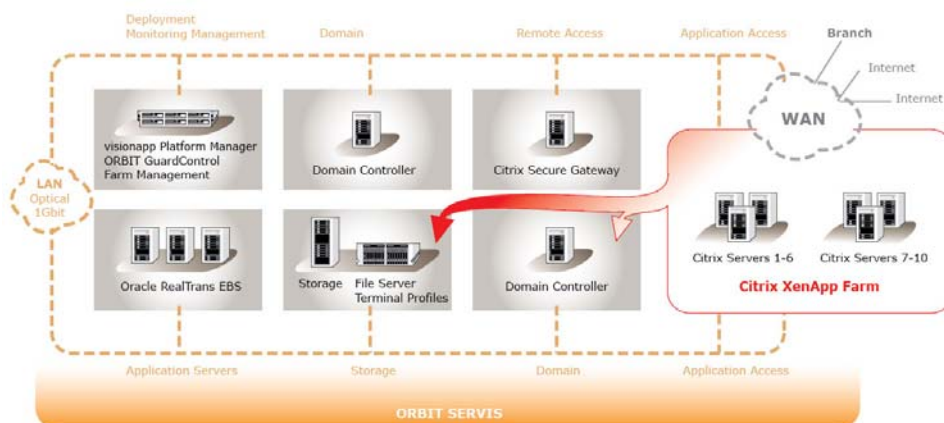 Deployment
Monitoring Management
Domain
Remote Access
Application Access
Branch
Internet
Internet
WAN
visionapp Platform Manager
ORBIT GuardControl
Farm Management
Domain Controller
Citrix Secure Gateway
LAN
Optical
1Gbit
Oracle RealTrans EBS
Storage
File Server
Terminal Profiles
Domain Controller
Citrix Servers 1-6
Citrix Servers 7-10
Citrix XenApp Farm
Application Servers
Storage
Domain
Application Access
ORBIT SERVIS